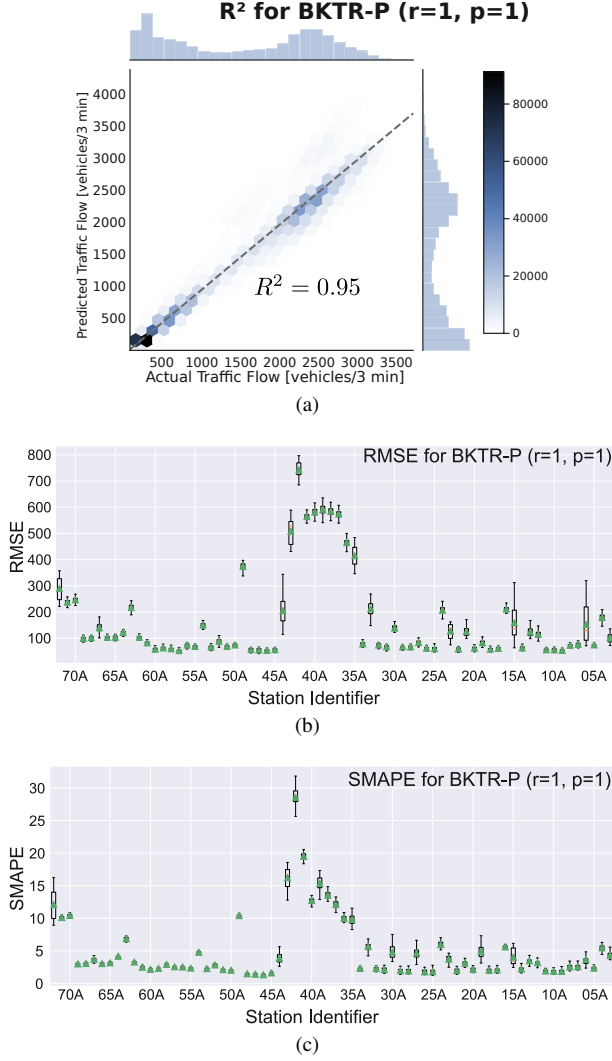 R² for BKTR-P (r=1, p=1)
4000
3500
3000
2500
2000
1500
1000
500
Predicted Traffic Flow [vehicles/3 min]
R² = 0.95
500 1000 1500 2000 2500 3000 3500
Actual Traffic Flow [vehicles/3 min]
80000
60000
40000
20000
0
(a)
RMSE for BKTR-P (r=1, p=1)
800
700
600
500
400
300
200
100
RMSE
70A 65A 60A 55A 50A 45A 40A 35A 30A 25A 20A 15A 10A 05A
Station Identifier
(b)
SMAPE for BKTR-P (r=1, p=1)
30
25
20
15
10
5
0
SMAPE
70A 65A 60A 55A 50A 45A 40A 35A 30A 25A 20A 15A 10A 05A
Station Identifier
(c)